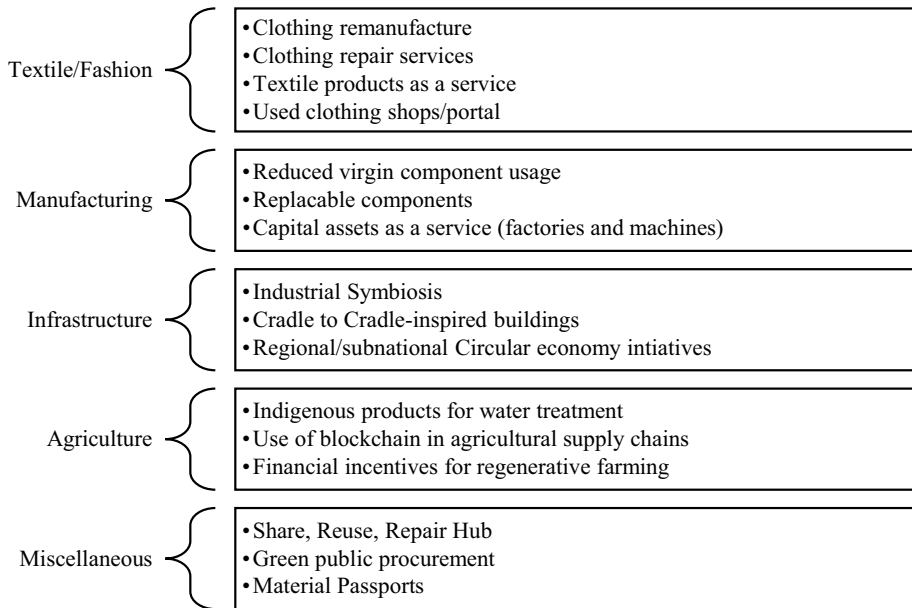 Textile/Fashion
•Clothing remanufacture
•Clothing repair services
•Textile products as a service
•Used clothing shops/portal
Manufacturing
•Reduced virgin component usage
•Replacable components
•Capital assets as a service (factories and machines)
Infrastructure
•Industrial Symbiosis
•Cradle to Cradle-inspired buildings
•Regional/subnational Circular economy intiatives
Agriculture
•Indigenous products for water treatment
•Use of blockchain in agricultural supply chains
•Financial incentives for regenerative farming
Miscellaneous
•Share, Reuse, Repair Hub
•Green public procurement
•Material Passports